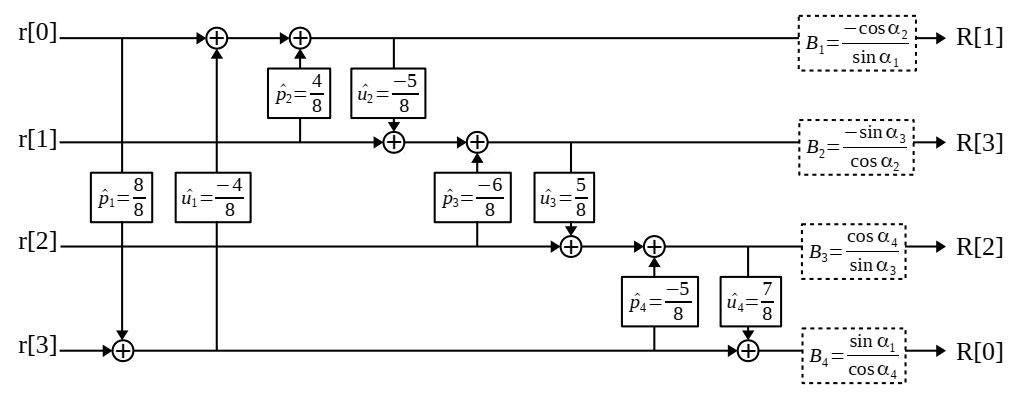 r[0] R[1]
B₁= −cos α₂ / sin α₁
p̂₂= 4/8 û₂= −5/8
r[1] R[3]
B₂= −sin α₃ / cos α₂
p̂₁= 8/8 û₁= −4/8 p̂₃= −6/8 û₃= 5/8
r[2] R[2]
B₃= cos α₄ / sin α₃
p̂₄= −5/8 û₄= 7/8
r[3] R[0]
B₄= sin α₁ / cos α₄